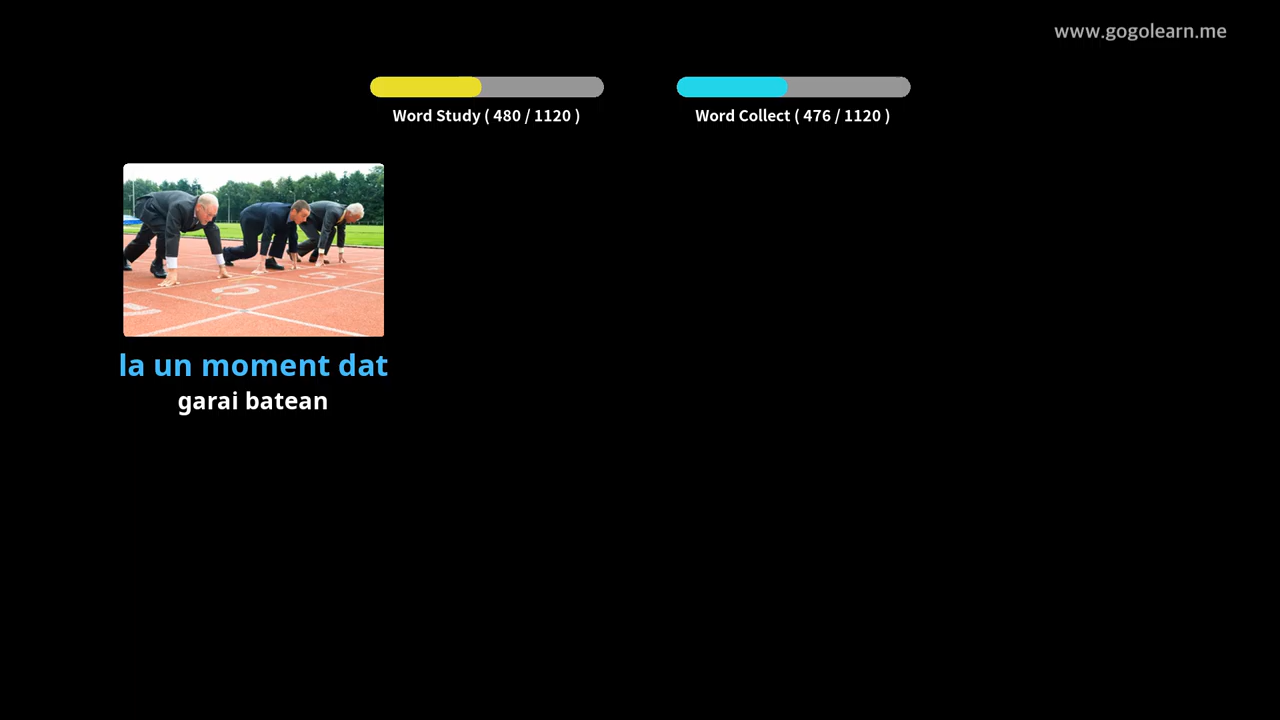 www.gogolearn.me
Word Study ( 480 / 1120 )
Word Collect ( 476 / 1120 )
la un moment dat
garai batean